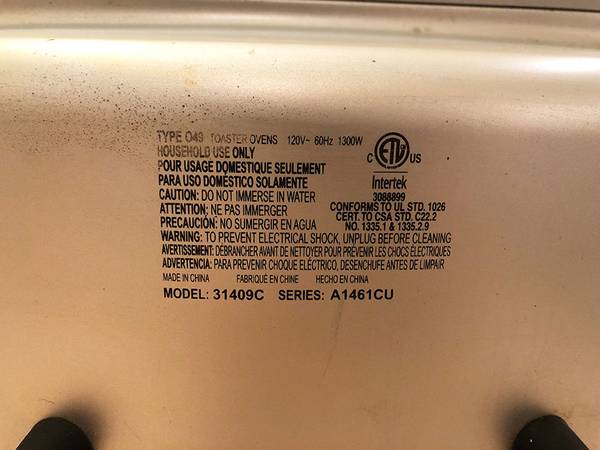 TYPE O49 TOASTER OVENS 120V~ 60Hz 1300W
HOUSEHOLD USE ONLY
POUR USAGE DOMESTIQUE SEULEMENT
PARA USO DOMÉSTICO SOLAMENTE
CAUTION: DO NOT IMMERSE IN WATER
ATTENTION: NE PAS IMMERGER
PRECAUCIÓN: NO SUMERGIR EN AGUA
C ETL US
Intertek
3088899
CONFORMS TO UL STD. 1026
CERT. TO CSA STD. C22.2
NO. 1335.1 & 1335.2.9
WARNING: TO PREVENT ELECTRICAL SHOCK, UNPLUG BEFORE CLEANING
AVERTISSEMENT: DÉBRANCHER AVANT DE NETTOYER POUR PRÉVENIR LES CHOCS ÉLECTRIQUES
ADVERTENCIA: PARA PREVENIR CHOQUE ELÉCTRICO, DESENCHUFE ANTES DE LIMPIAR
MADE IN CHINA FABRIQUÉ EN CHINE HECHO EN CHINA
MODEL: 31409C SERIES: A1461CU